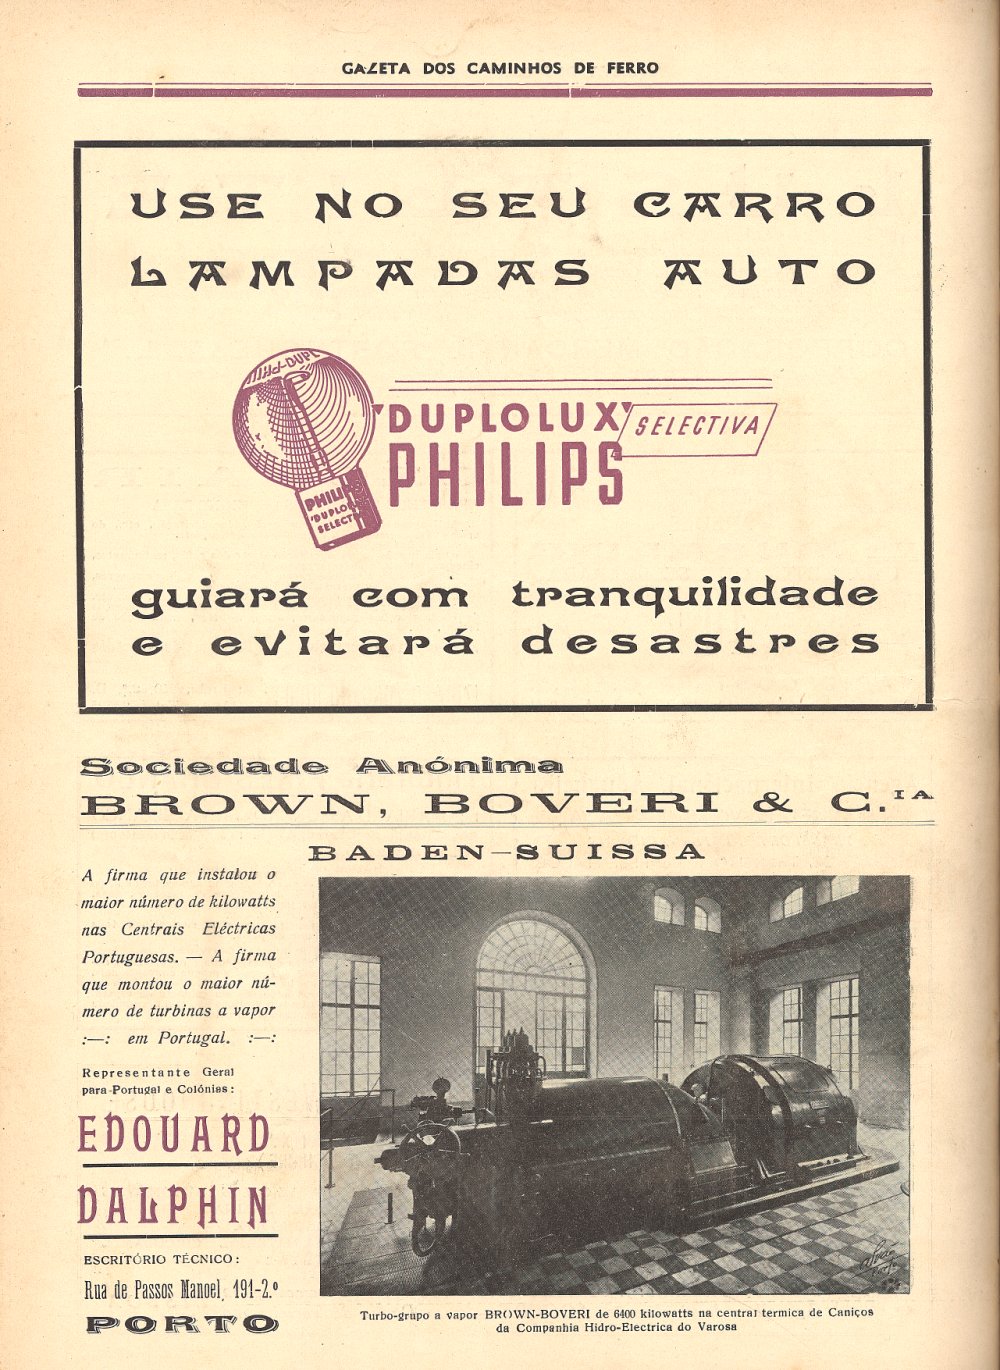 GAZETA DOS CAMINHOS DE FERRO
USE NO SEU CARRO
LAMPADAS AUTO
'DUPLOLUX' SELECTIVA
PHILIPS
guiará com tranquilidade
e evitará desastres
Sociedade Anónima
BROWN, BOVERI & C.IA
BADEN-SUISSA
A firma que instalou o
maior número de kilowatts
nas Centrais Eléctricas
Portuguesas. — A firma
que montou o maior nú-
mero de turbinas a vapor
:—: em Portugal. :—:
Representante Geral
para Portugal e Colónias:
EDOUARD
DALPHIN
ESCRITÓRIO TÉCNICO:
Rua de Passos Manoel, 191-2.º
PORTO
Turbo-grupo a vapor BROWN-BOVERI de 6400 kilowatts na central termica de Caniços
da Companhia Hidro-Electrica do Varosa